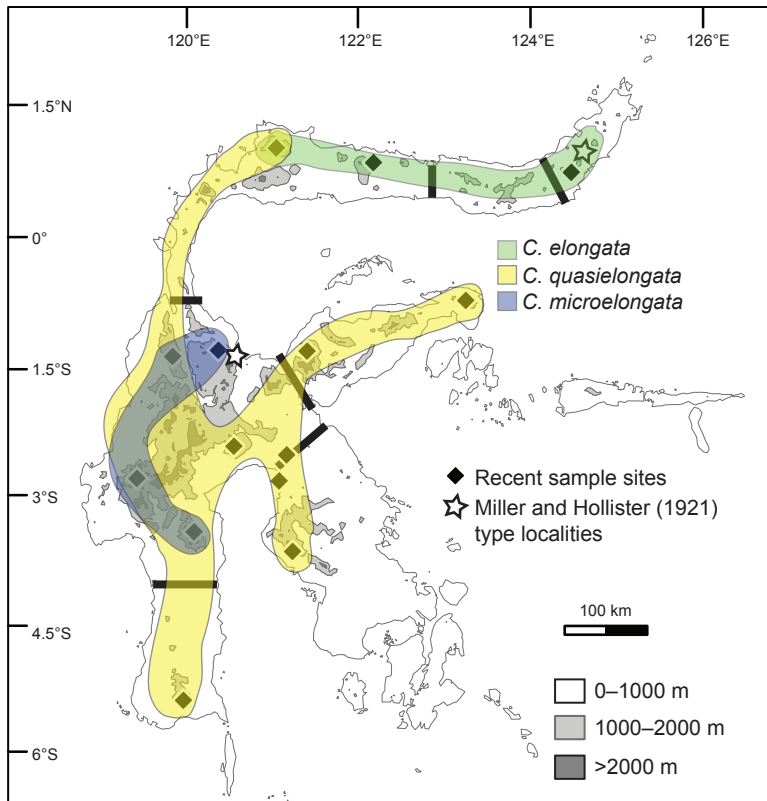 120°E 122°E 124°E 126°E
1.5°N
0°
C. elongata
C. quasielongata
C. microelongata
1.5°S
Recent sample sites
3°S
Miller and Hollister (1921)
type localities
100 km
4.5°S
0–1000 m
1000–2000 m
6°S
>2000 m